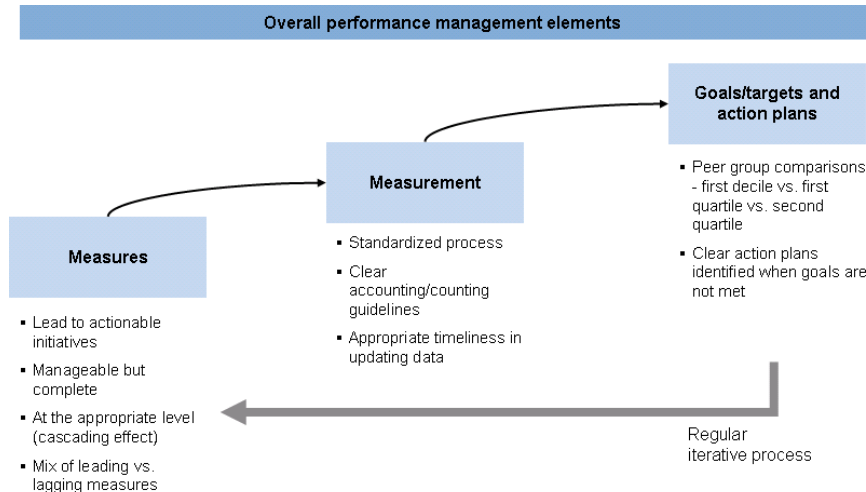 Overall performance management elements
Goals/targets and
action plans
▪ Peer group comparisons
- first decile vs. first
quartile vs. second
quartile
▪ Clear action plans
identified when goals are
not met
Measurement
▪ Standardized process
▪ Clear
accounting/counting
guidelines
▪ Appropriate timeliness in
updating data
Measures
▪ Lead to actionable
initiatives
▪ Manageable but
complete
▪ At the appropriate level
(cascading effect)
▪ Mix of leading vs.
lagging measures
Regular
iterative process